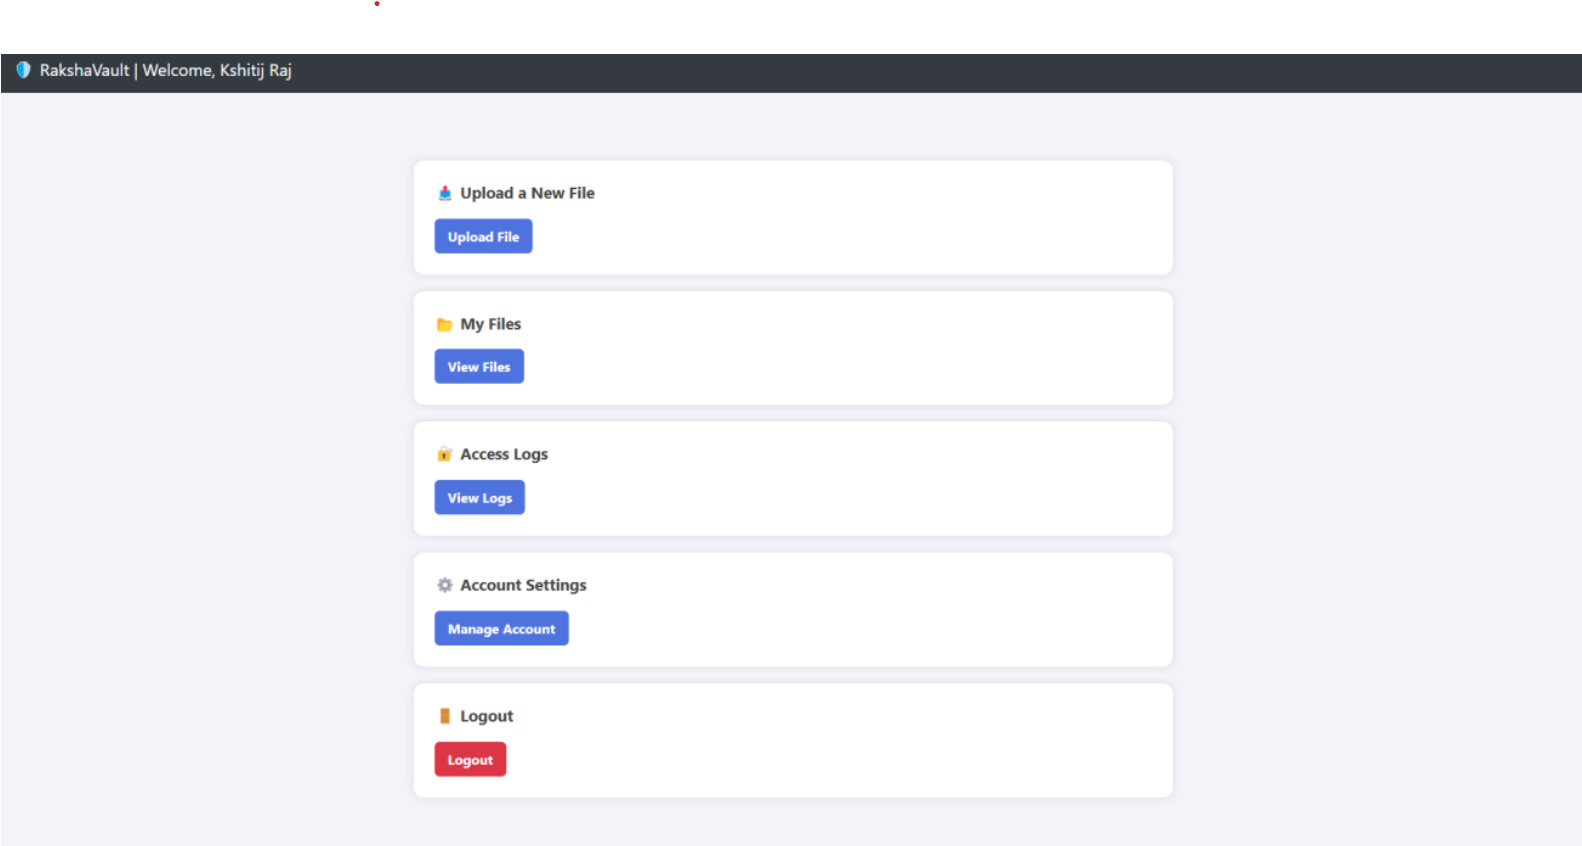 RakshaVault | Welcome, Kshitij Raj
Upload a New File
Upload File
My Files
View Files
Access Logs
View Logs
Account Settings
Manage Account
Logout
Logout